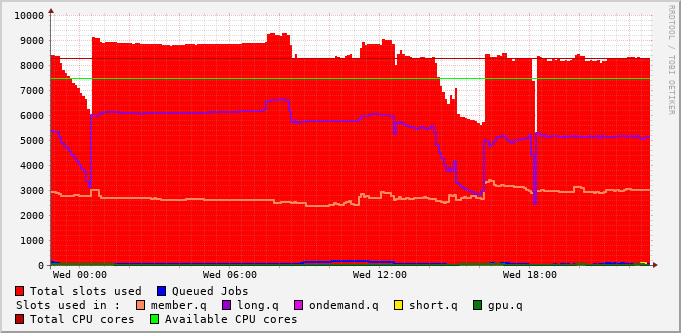 10000
9000
8000
7000
6000
5000
4000
3000
2000
1000
0
Wed 00:00 Wed 06:00 Wed 12:00 Wed 18:00
RRDTOOL / TOBI OETIKER
Total slots used Queued Jobs
Slots used in : member.q long.q ondemand.q short.q gpu.q
Total CPU cores Available CPU cores